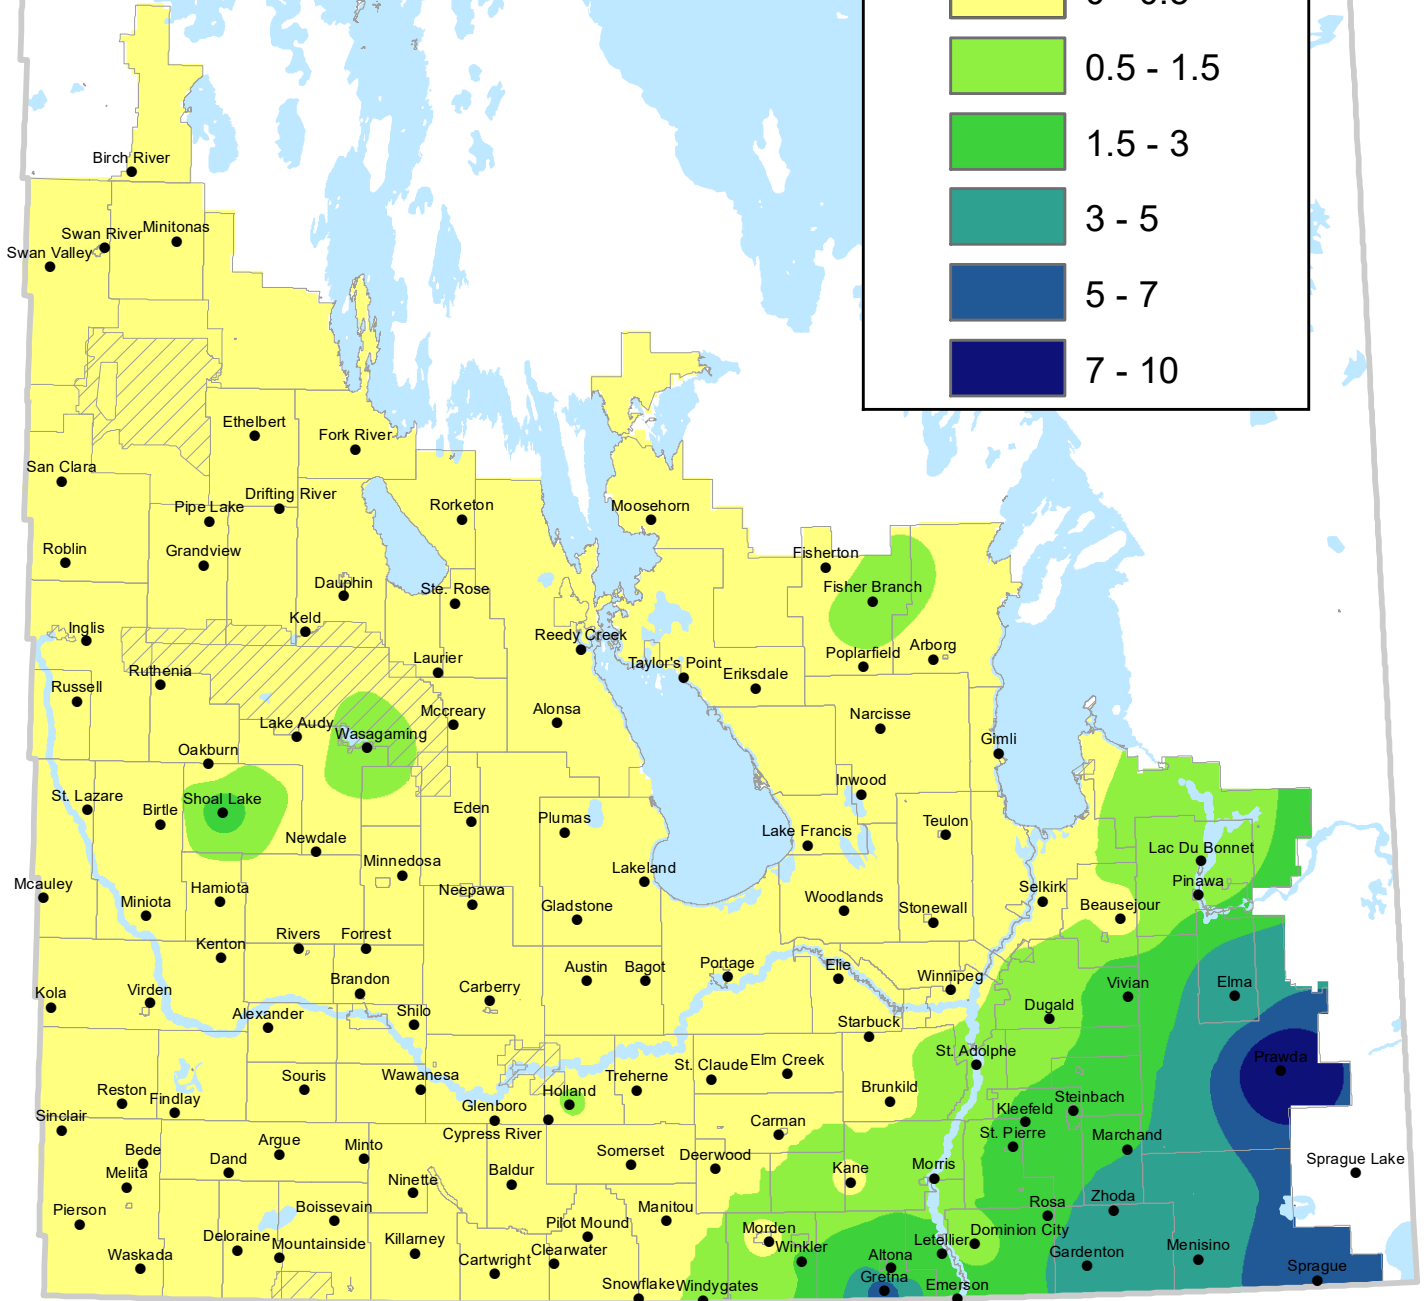 0.5 - 1.5
1.5 - 3
3 - 5
5 - 7
7 - 10
Birch River
Swan River
Minitonas
Swan Valley
Ethelbert
Fork River
San Clara
Drifting River
Pipe Lake
Rorketon
Moosehorn
Roblin
Grandview
Fisherton
Dauphin
Ste. Rose
Fisher Branch
Keld
Inglis
Reedy Creek
Laurier
Taylor's Point
Poplarfield
Arborg
Ruthenia
Eriksdale
Russell
Lake Audy
Mccreary
Alonsa
Narcisse
Wasagaming
Gimli
Oakburn
St. Lazare
Birtle
Shoal Lake
Inwood
Eden
Plumas
Teulon
Newdale
Lake Francis
Lac Du Bonnet
Minnedosa
Lakeland
Pinawa
Mcauley
Hamiota
Neepawa
Selkirk
Miniota
Gladstone
Woodlands
Stonewall
Beausejour
Rivers
Forrest
Kenton
Portage
Elie
Austin
Bagot
Winnipeg
Brandon
Vivian
Elma
Kola
Virden
Carberry
Dugald
Alexander
Shilo
Starbuck
St. Adolphe
Prawda
St. Claude
Elm Creek
Souris
Wawanesa
Treherne
Reston
Findlay
Holland
Brunkild
Steinbach
Sinclair
Glenboro
Kleefeld
Cypress River
Carman
St. Pierre
Marchand
Bede
Argue
Minto
Somerset
Deerwood
Sprague Lake
Melita
Dand
Baldur
Kane
Morris
Ninette
Zhoda
Pierson
Boissevain
Manitou
Rosa
Pilot Mound
Morden
Dominion City
Deloraine
Mountainside
Killarney
Clearwater
Winkler
Letellier
Waskada
Cartwright
Altona
Gardenton
Menisino
Gretna
Sprague
Snowflake
Windygates
Emerson